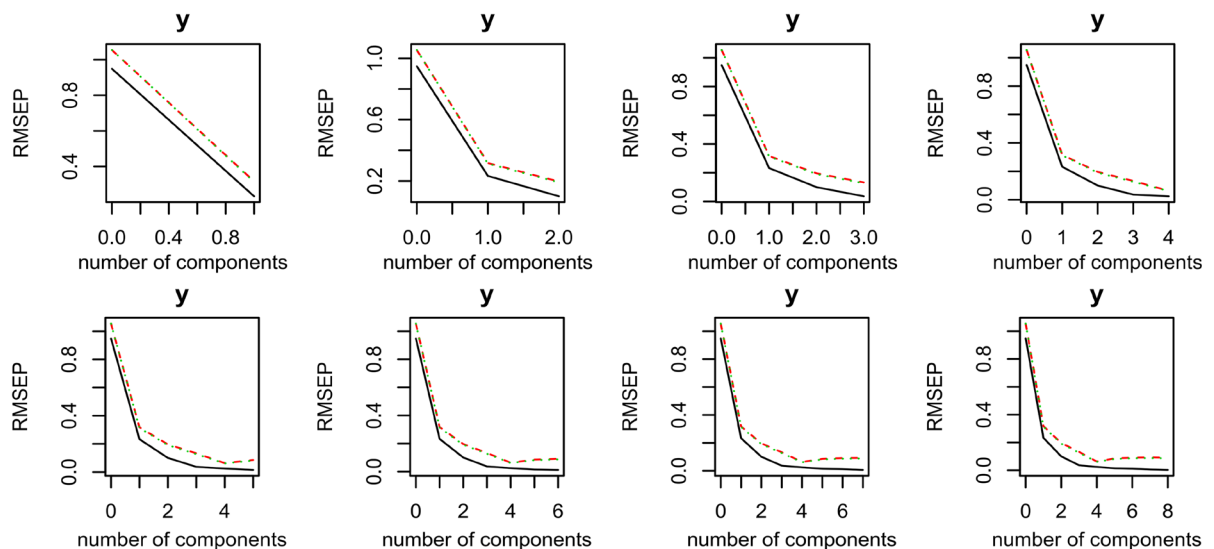 y y y y
RMSEP 0.4 0.8 RMSEP 0.2 0.6 1.0 RMSEP 0.0 0.4 0.8 RMSEP 0.0 0.4 0.8
0.0 0.4 0.8 0.0 1.0 2.0 0.0 1.0 2.0 3.0 0 1 2 3 4
number of components number of components number of components number of components
y y y y
RMSEP 0.0 0.4 0.8 RMSEP 0.0 0.4 0.8 RMSEP 0.0 0.4 0.8 RMSEP 0.0 0.4 0.8
0 2 4 0 2 4 6 0 2 4 6 0 2 4 6 8
number of components number of components number of components number of components